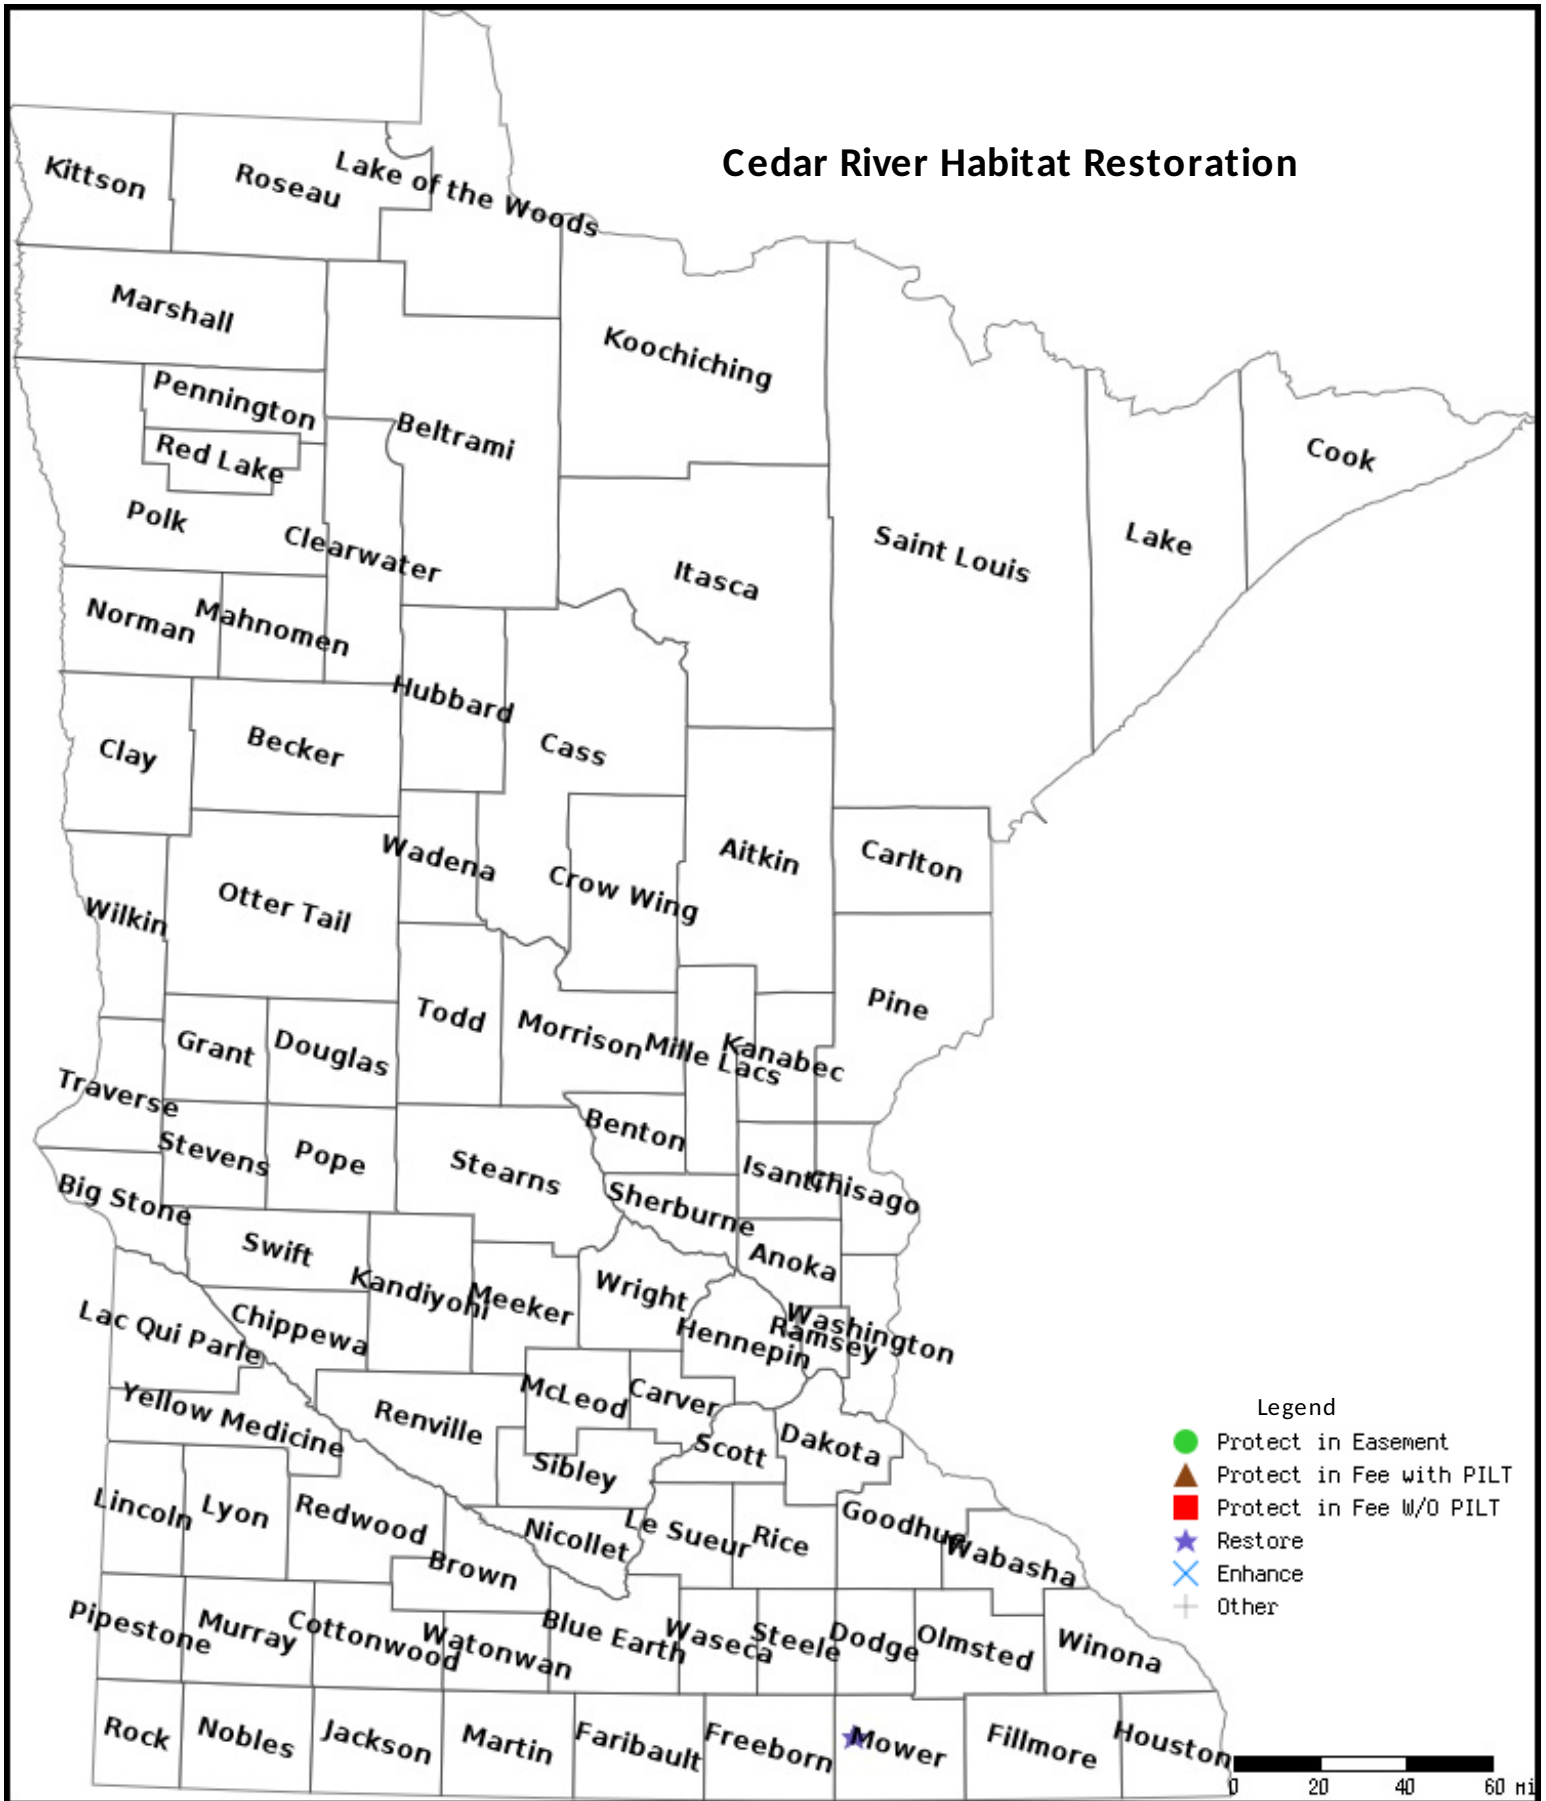 Cedar River Habitat Restoration
Kittson
Roseau
Lake of the Woods
Marshall
Koochiching
Pennington
Beltrami
Red Lake
Cook
Polk
Clearwater
Saint Louis
Lake
Itasca
Norman
Mahnomen
Hubbard
Clay
Becker
Cass
Wadena
Aitkin
Carlton
Otter Tail
Crow Wing
Wilkin
Todd
Pine
Morrison
Mille Lacs
Kanabec
Grant
Douglas
Traverse
Stevens
Pope
Stearns
Benton
Isanti
Chisago
Big Stone
Sherburne
Swift
Anoka
Kandiyohi
Meeker
Wright
Washington
Ramsey
Hennepin
Lac Qui Parle
Chippewa
McLeod
Carver
Yellow Medicine
Renville
Scott
Dakota
Sibley
Lincoln
Lyon
Redwood
Nicollet
Le Sueur
Rice
Goodhue
Wabasha
Brown
Pipestone
Murray
Cottonwood
Watonwan
Blue Earth
Waseca
Steele
Dodge
Olmsted
Winona
Rock
Nobles
Jackson
Martin
Faribault
Freeborn
Mower
Fillmore
Houston
Legend
Protect in Easement
Protect in Fee with PILT
Protect in Fee W/O PILT
Restore
Enhance
Other
0 20 40 60 mi